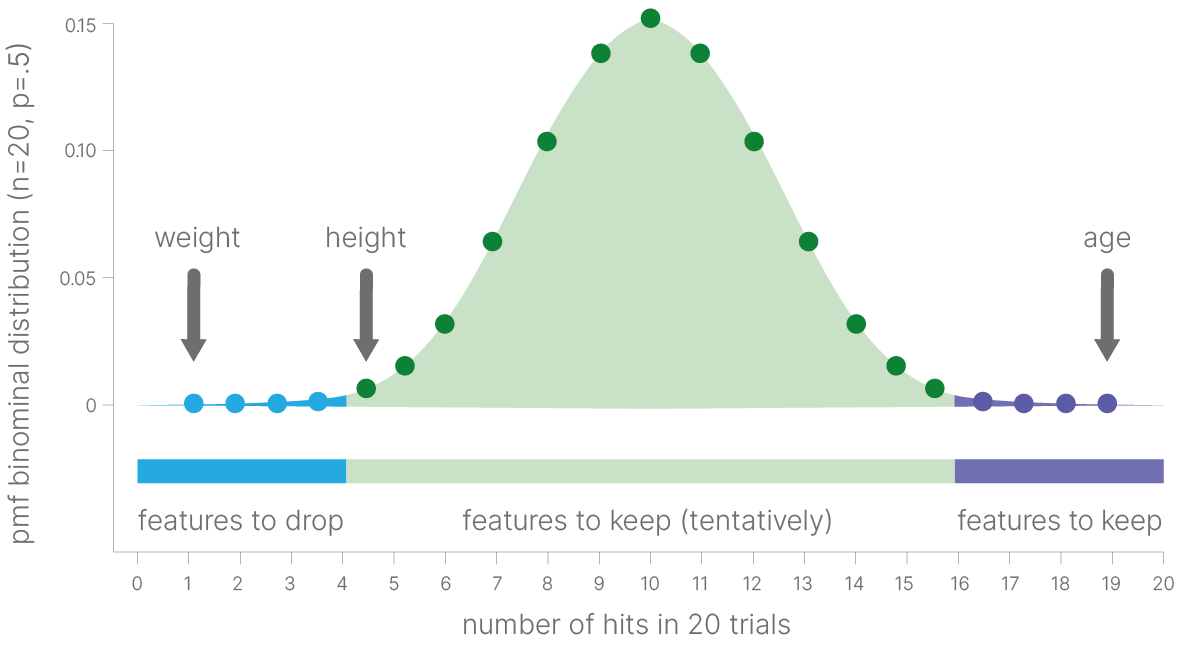 pmf binominal distribution (n=20, p=.5)
0.15
0.10
0.05
0
weight
height
age
features to drop
features to keep (tentatively)
features to keep
0 1 2 3 4 5 6 7 8 9 10 11 12 13 14 15 16 17 18 19 20
number of hits in 20 trials